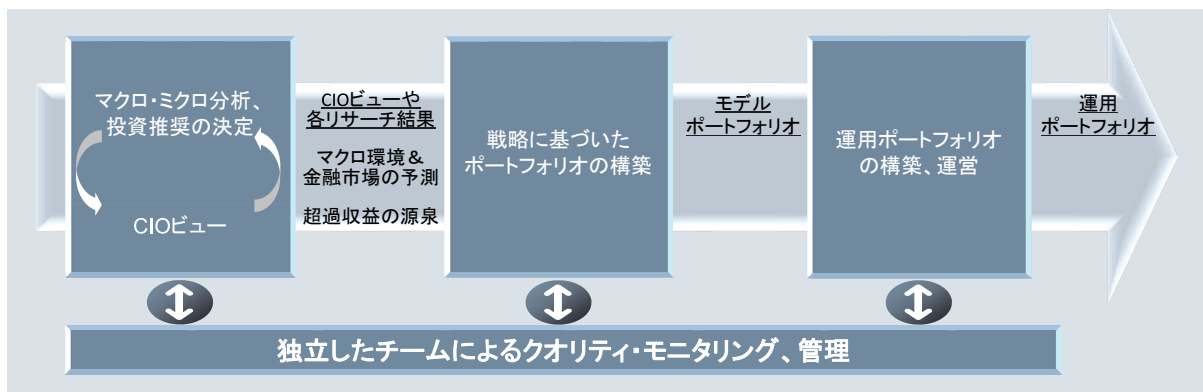 マクロ・ミクロ分析、
投資推奨の決定
CIOビュー
CIOビューや
各リサーチ結果
マクロ環境&
金融市場の予測
超過収益の源泉
戦略に基づいた
ポートフォリオの構築
モデル
ポートフォリオ
運用ポートフォリオ
の構築、運営
運用
ポートフォリオ
独立したチームによるクオリティ・モニタリング、管理